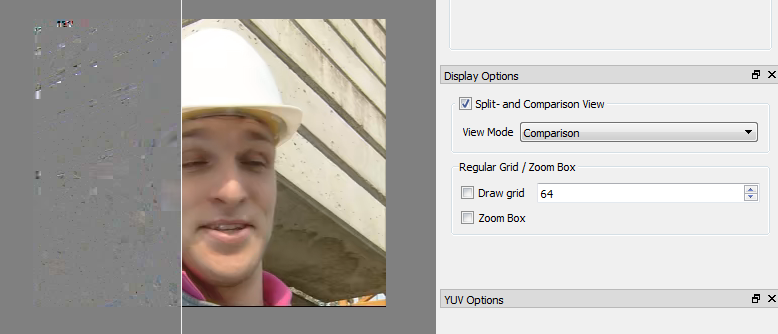 Display Options
Split- and Comparison View
View Mode Comparison
Regular Grid / Zoom Box
Draw grid 64
Zoom Box
YUV Options